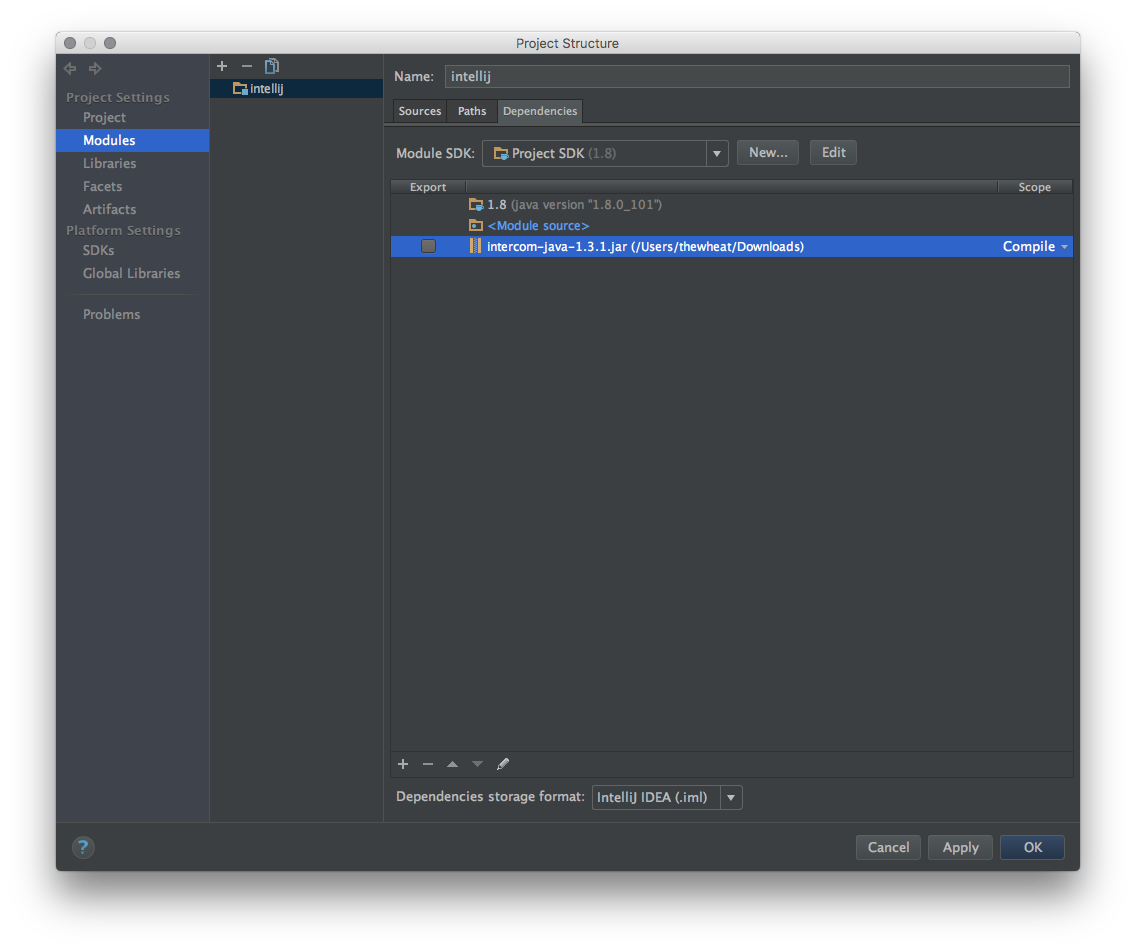 Project Structure
Project Settings
Project
Modules
Libraries
Facets
Artifacts
Platform Settings
SDKs
Global Libraries
Problems
intellij
Name: intellij
Sources Paths Dependencies
Module SDK: Project SDK (1.8) New... Edit
Export Scope
1.8 (java version "1.8.0_101")
<Module source>
intercom-java-1.3.1.jar (/Users/thewheat/Downloads) Compile
Dependencies storage format: IntelliJ IDEA (.iml)
? Cancel Apply OK